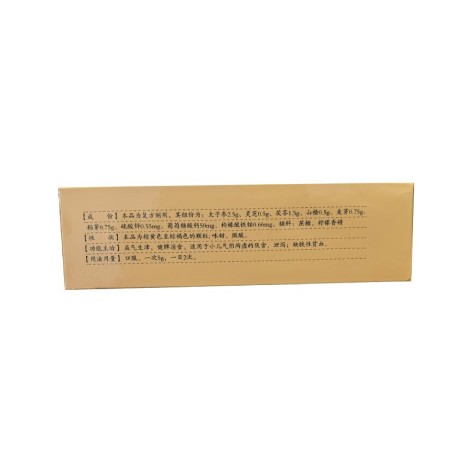 【成 份】本品为复方制剂，其组份为：太子参2.5g、灵芝0.5g、茯苓1.5g、山楂0.5g、麦芽0.75g、
稻芽0.75g、硫酸锌0.55mg、葡萄糖酸钙50mg、枸橼酸铁铵0.66mg。辅料：蔗糖、柠檬香精
【性 状】本品为棕黄色至棕褐色的颗粒，味甜、微酸。
【功能主治】益气生津，健脾消食，适用于小儿气阴两虚的厌食、泄泻；缺铁性贫血。
【用法用量】口服，一次5g，一日2次。